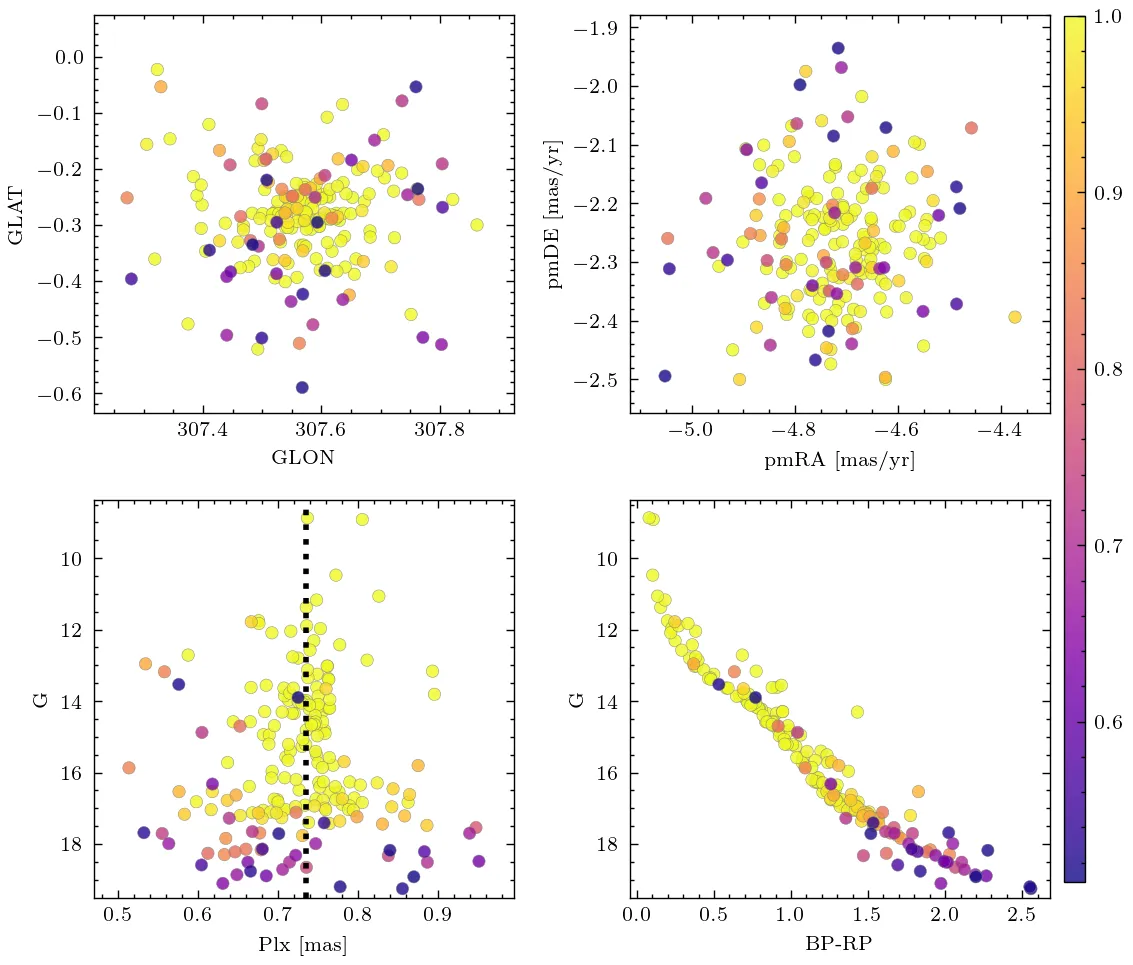 0.0
−0.1
−0.2
−0.3
−0.4
−0.5
−0.6
GLAT
307.4 307.6 307.8
GLON
−1.9
−2.0
−2.1
−2.2
−2.3
−2.4
−2.5
pmDE [mas/yr]
−5.0 −4.8 −4.6 −4.4
pmRA [mas/yr]
1.0
0.9
0.8
0.7
0.6
10
12
14
16
18
G
0.5 0.6 0.7 0.8 0.9
Plx [mas]
10
12
14
16
18
G
0.0 0.5 1.0 1.5 2.0 2.5
BP-RP